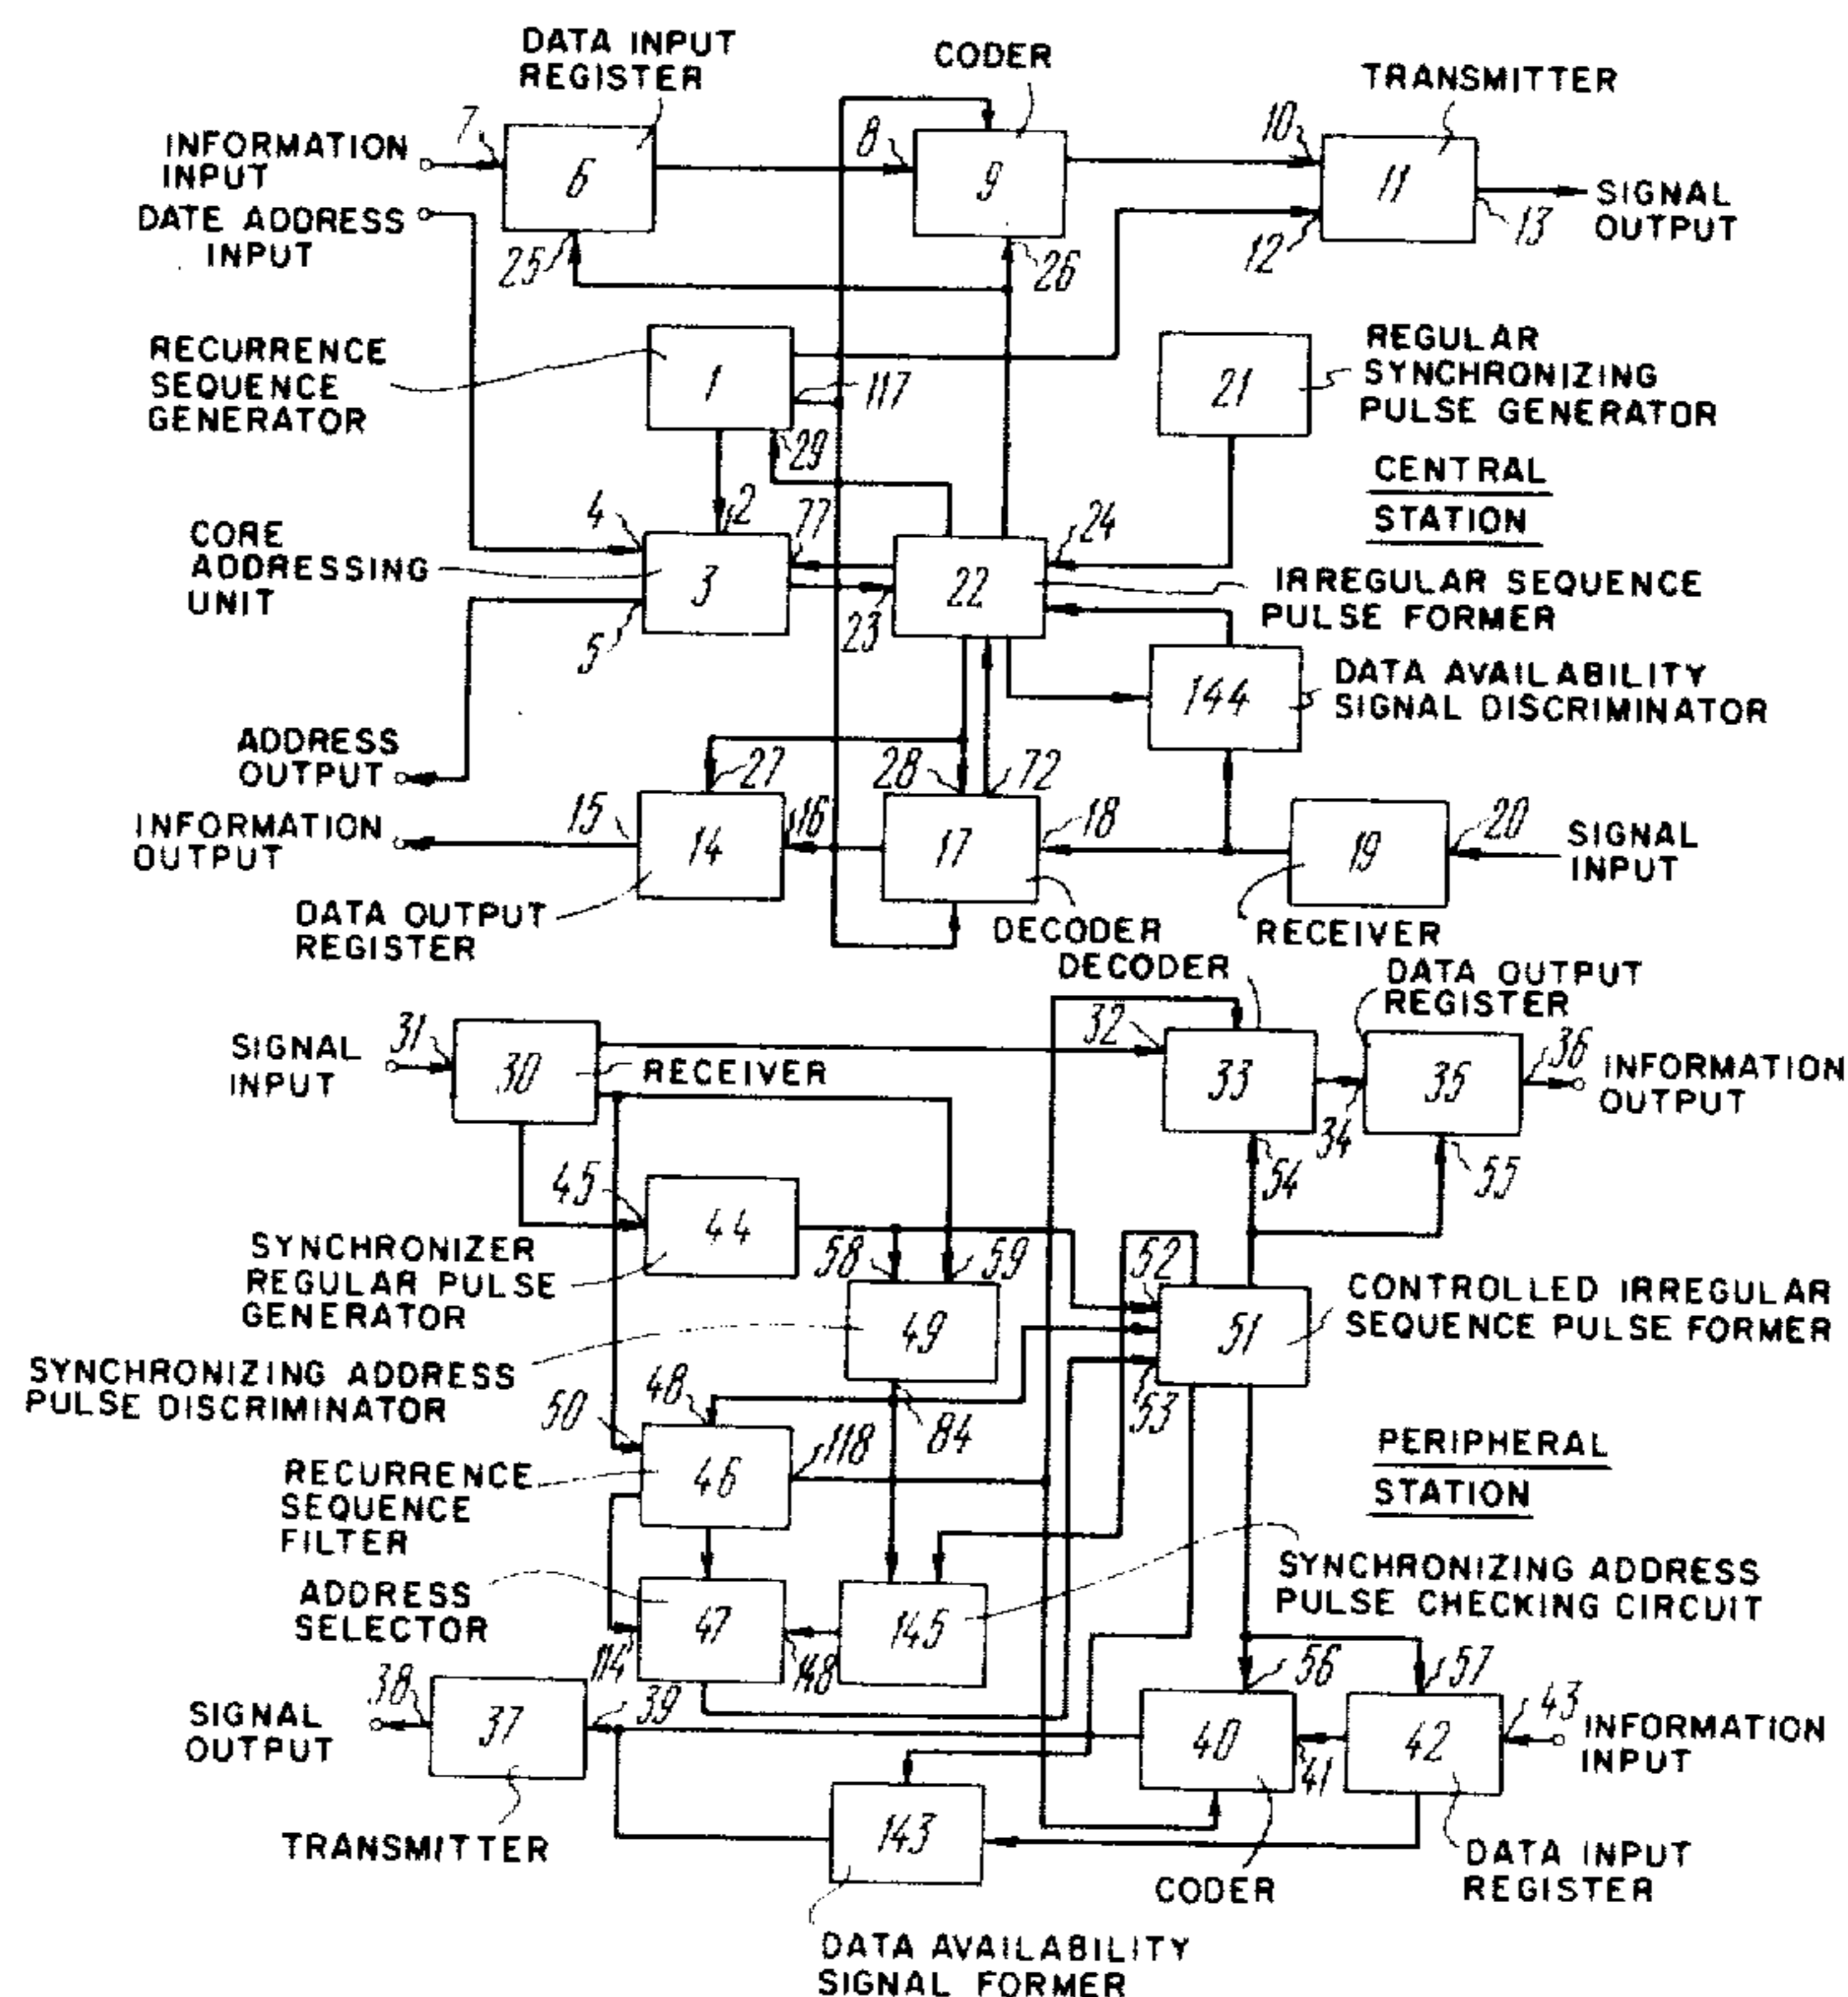 DATA INPUT
REGISTER
CODER
TRANSMITTER
INFORMATION
INPUT
7
6
8
9
10
11
SIGNAL
OUTPUT
13
12
DATE ADDRESS
INPUT
25
26
RECURRENCE
SEQUENCE
GENERATOR
1
117
29
21
REGULAR
SYNCHRONIZING
PULSE GENERATOR
CENTRAL
STATION
CORE
ADDRESSING
UNIT
4
2
77
3
5
23
22
24
IRREGULAR SEQUENCE
PULSE FORMER
144
DATA AVAILABILITY
SIGNAL DISCRIMINATOR
ADDRESS
OUTPUT
27
28
72
INFORMATION
OUTPUT
15
14
16
17
18
19
20
SIGNAL
INPUT
DATA OUTPUT
REGISTER
DECODER
RECEIVER
DECODER
DATA OUTPUT
REGISTER
SIGNAL
INPUT
31
30
RECEIVER
32
33
34
35
36
INFORMATION
OUTPUT
54
55
45
44
SYNCHRONIZER
REGULAR PULSE
GENERATOR
58
59
49
52
51
53
CONTROLLED IRREGULAR
SEQUENCE PULSE FORMER
SYNCHRONIZING ADDRESS
PULSE DISCRIMINATOR
50
48
84
118
46
RECURRENCE
SEQUENCE
FILTER
PERIPHERAL
STATION
ADDRESS
SELECTOR
47
114
148
145
SYNCHRONIZING ADDRESS
PULSE CHECKING CIRCUIT
SIGNAL
OUTPUT
38
37
39
56
57
40
41
42
43
INFORMATION
INPUT
TRANSMITTER
143
CODER
DATA INPUT
REGISTER
DATA AVAILABILITY
SIGNAL FORMER